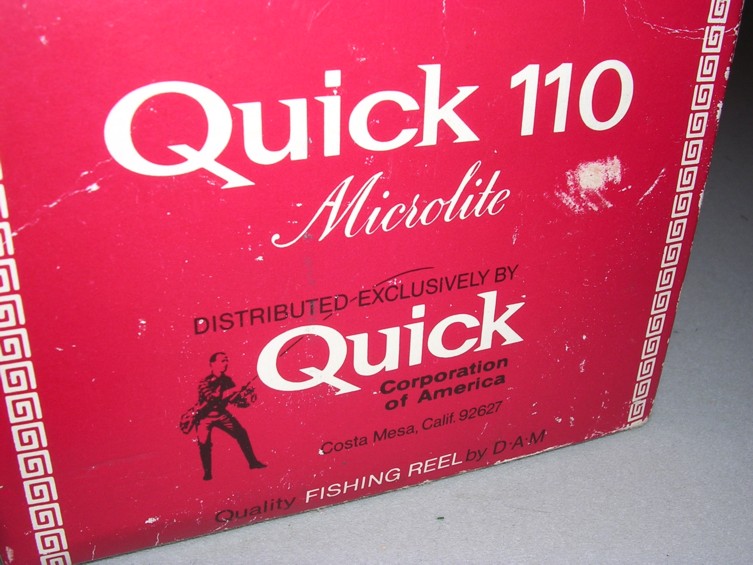 Quick 110
Microlite
DISTRIBUTED EXCLUSIVELY BY
Quick
Corporation
of America
Costa Mesa, Calif. 92627
Quality FISHING REEL by D·A·M